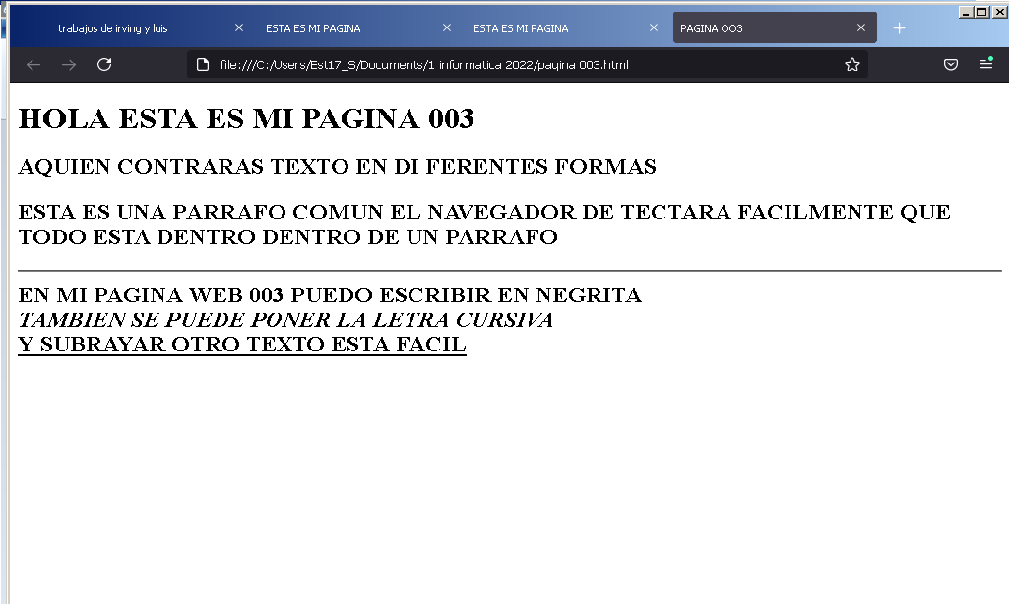 trabajos de irving y luis
ESTA ES MI PAGINA
ESTA ES MI PAGINA
PAGINA 003
file:///C:/Users/Est17_S/Documents/1 informatica 2022/pagina 003.html
HOLA ESTA ES MI PAGINA 003
AQUIEN CONTRARAS TEXTO EN DI FERENTES FORMAS
ESTA ES UNA PARRAFO COMUN EL NAVEGADOR DE TECTARA FACILMENTE QUE
TODO ESTA DENTRO DENTRO DE UN PARRAFO
EN MI PAGINA WEB 003 PUEDO ESCRIBIR EN NEGRITA
TAMBIEN SE PUEDE PONER LA LETRA CURSIVA
Y SUBRAYAR OTRO TEXTO ESTA FACIL